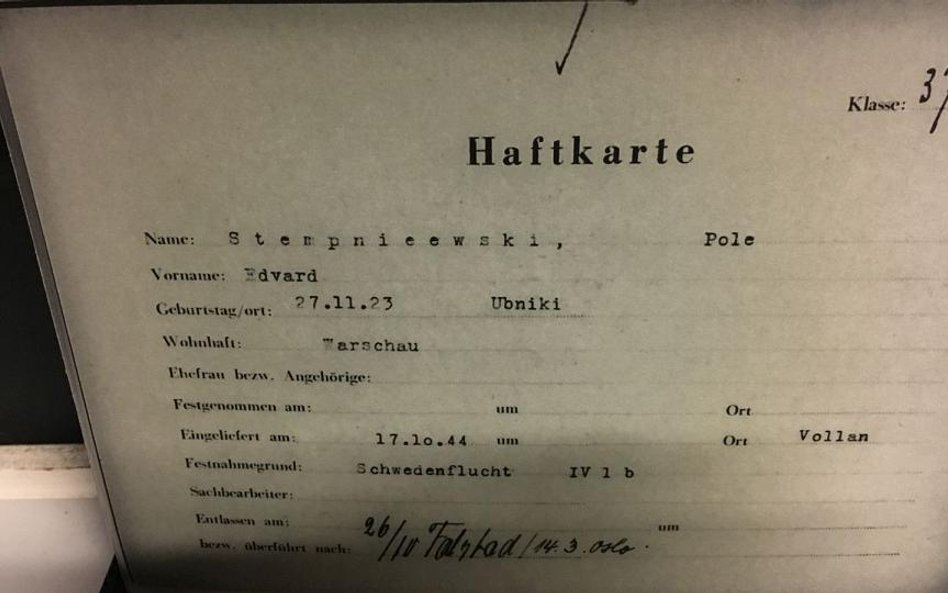 Klasse: 37
Haftkarte
Name: Stempnieewski, Pole
Vorname: Edvard
Geburtstag/ort: 27.11.23 Ubniki
Wohnhaft: Warschau
Ehefrau bezw. Angehörige:
Festgenommen am: um Ort
Eingeliefert am: 17.1o.44 um Ort Vollan
Festnahmegrund: Schwedenflucht IV 1 b
Sachbearbeiter:
Entlassen am: um
bezw. überführt nach: 26/10 Falstad / 14.3. Oslo.